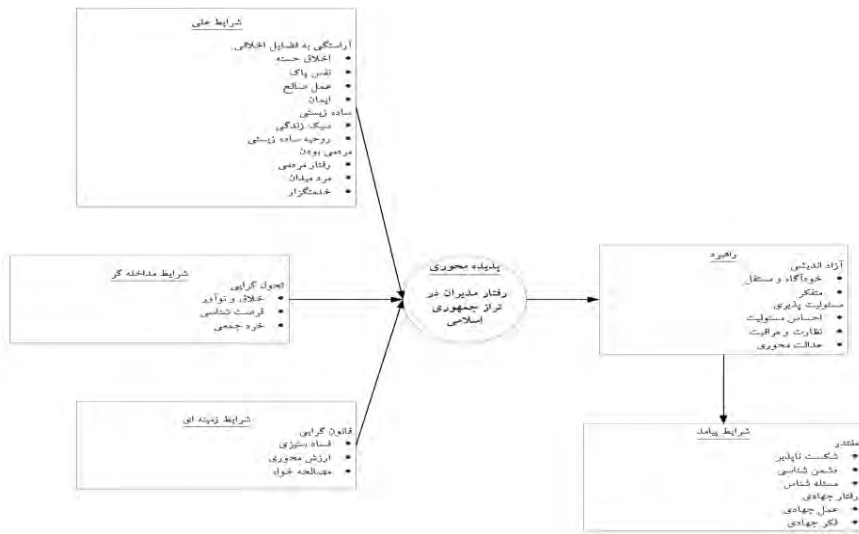 شرایط علی
آراستگی به فضایل اخلاقی
• اخلاق حسنه
• نفس پاک
• عمل صالح
• ایمان
ساده زیستی
• سبک زندگی
• روحیه ساده زیستی
مردمی بودن
• رفتار مردمی
• مرد میدان
• خدمتگزار
شرایط مداخله گر
تحول گرایی
• خلاق و نوآور
• فرصت شناسی
• خرد جمعی
شرایط زمینه ای
قانون گرایی
• فساد ستیزی
• ارزش محوری
• مصالحه خواه
پدیده محوری
رفتار مدیران در
تراز جمهوری
اسلامی
راهبرد
آزاد اندیشی
• خودآگاه و مستقل
• متفکر
مسئولیت پذیری
• احساس مسئولیت
• نظارت و مراقبت
• عدالت محوری
شرایط پیامد
مقتدر
• شکست ناپذیر
• دشمن شناسی
• مسئله شناس
رفتار جهادی
• عمل جهادی
• فکر جهادی